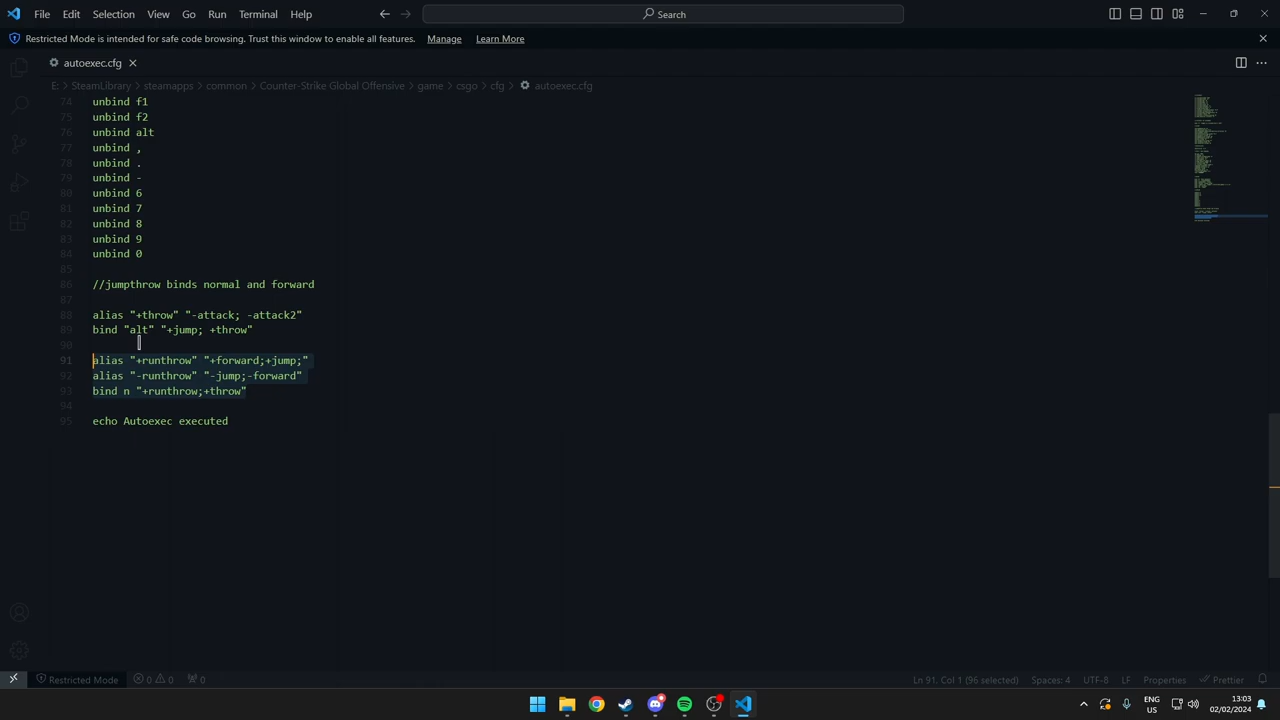 File Edit Selection View Go Run Terminal Help
Search
Restricted Mode is intended for safe code browsing. Trust this window to enable all features. Manage Learn More
autoexec.cfg
E: > SteamLibrary > steamapps > common > Counter-Strike Global Offensive > game > csgo > cfg > autoexec.cfg
74 unbind f1
75 unbind f2
76 unbind alt
77 unbind ,
78 unbind .
79 unbind -
80 unbind 6
81 unbind 7
82 unbind 8
83 unbind 9
84 unbind 0
85
86 //jumpthrow binds normal and forward
87
88 alias "+throw" "-attack; -attack2"
89 bind "alt" "+jump; +throw"
90
91 alias "+runthrow" "+forward;+jump;"
92 alias "-runthrow" "-jump;-forward"
93 bind n "+runthrow;+throw"
94
95 echo Autoexec executed
Restricted Mode 0 0 0 Ln 91, Col 1 (96 selected) Spaces: 4 UTF-8 LF Properties Prettier
ENG US 13:03 02/02/2024